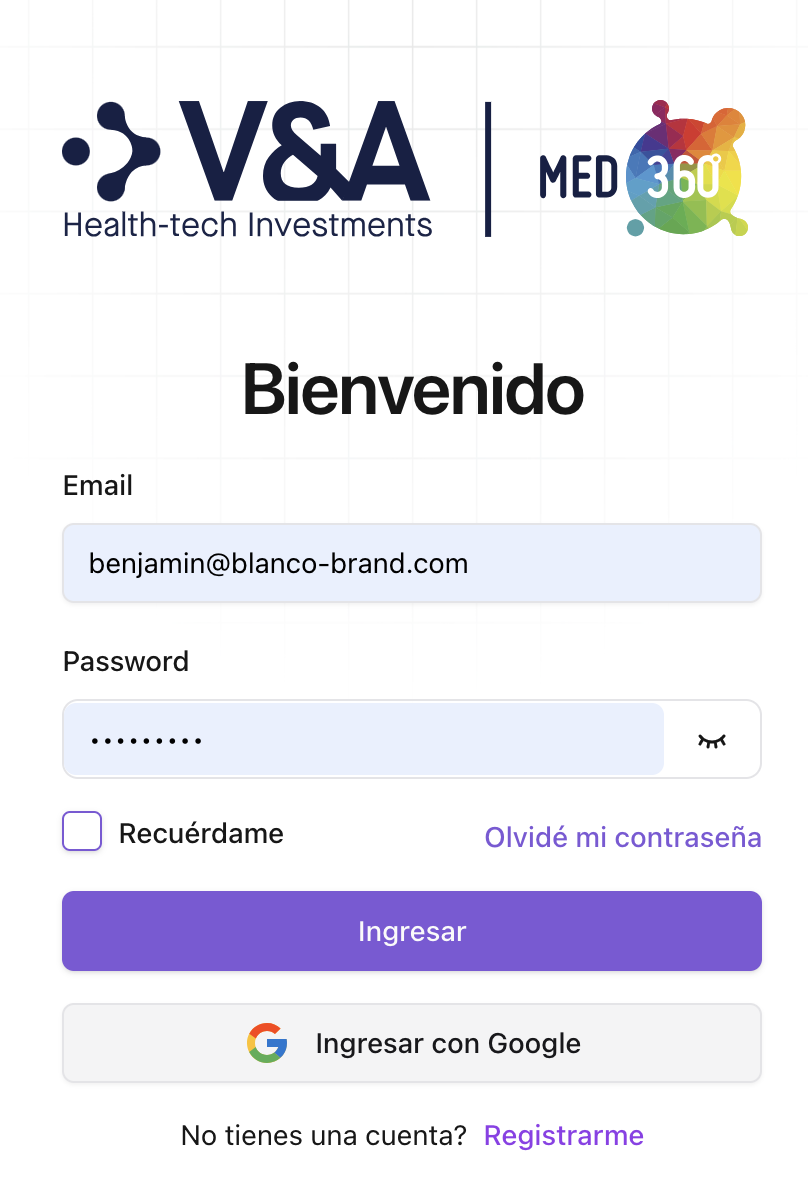 V&A
Health-tech Investments
MED 360°
Bienvenido
Email
benjamin@blanco-brand.com
Password
•••••••••
Recuérdame
Olvidé mi contraseña
Ingresar
Ingresar con Google
No tienes una cuenta? Registrarme